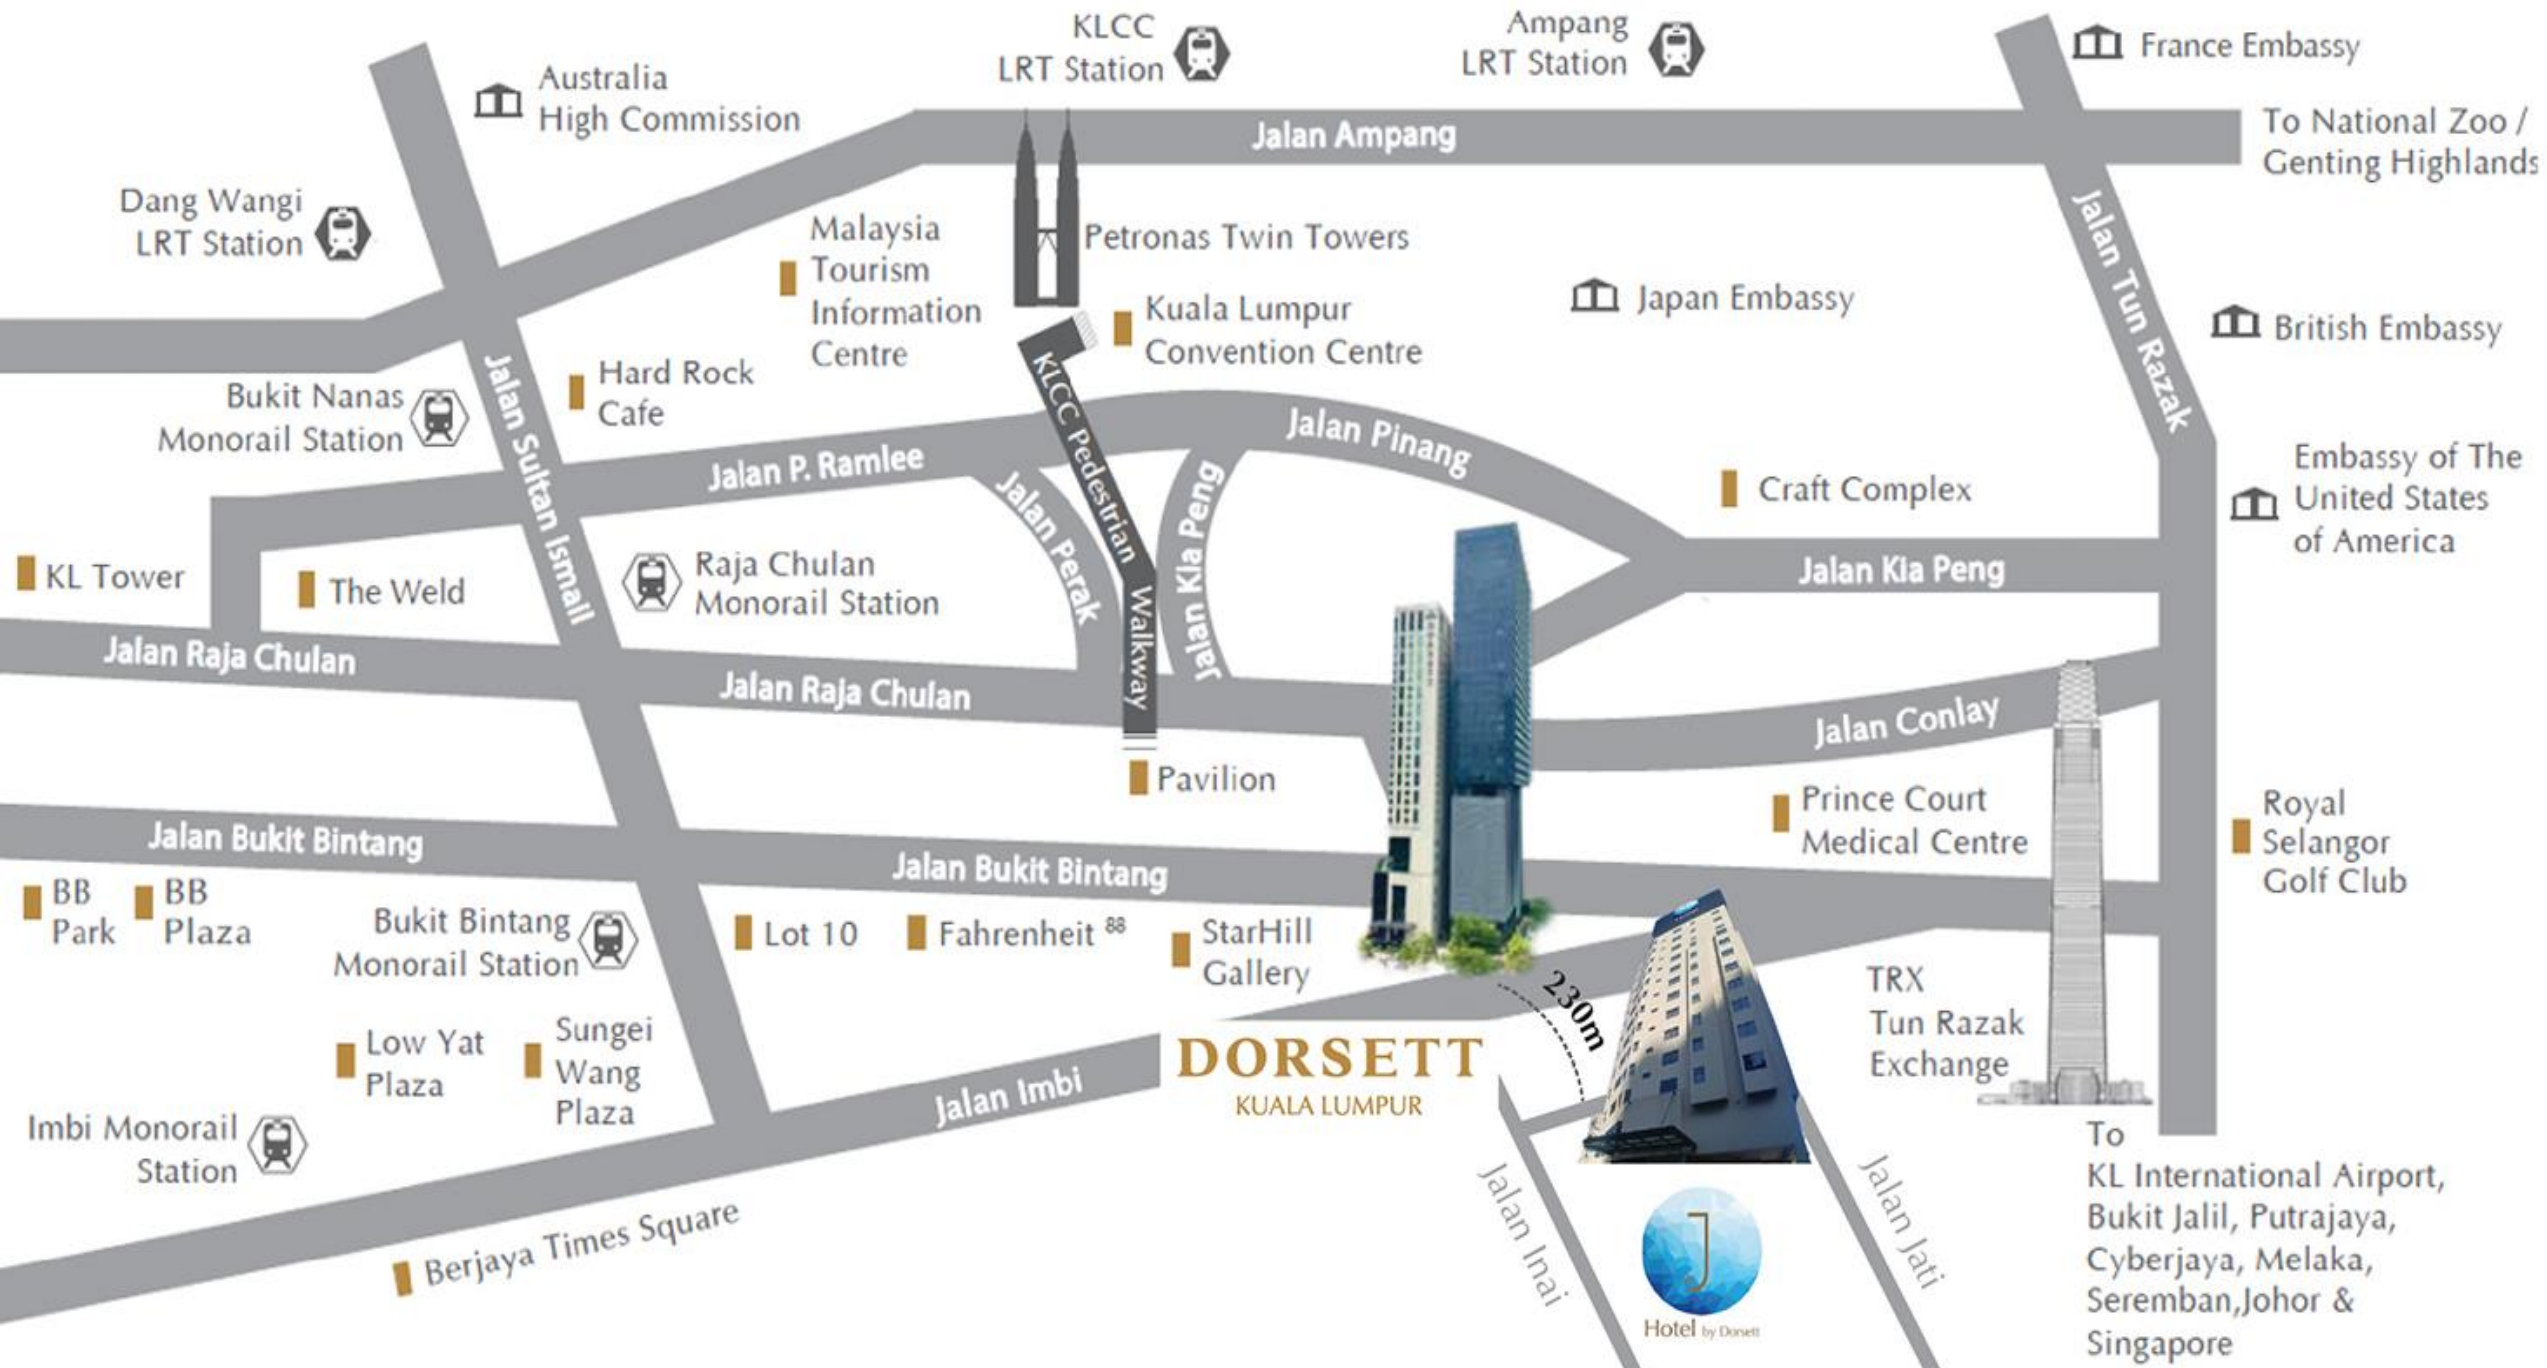 KLCC
LRT Station
Ampang
LRT Station
France Embassy
Australia
High Commission
To National Zoo /
Genting Highlands
Jalan Ampang
Dang Wangi
LRT Station
Malaysia
Tourism
Information
Centre
Petronas Twin Towers
Kuala Lumpur
Convention Centre
Japan Embassy
Jalan Tun Razak
British Embassy
Bukit Nanas
Monorail Station
Jalan Sultan Ismail
Hard Rock
Cafe
KLCC Pedestrian Walkway
Jalan P. Ramlee
Jalan Perak
Jalan Kia Peng
Jalan Pinang
Craft Complex
Embassy of The
United States
of America
KL Tower
The Weld
Raja Chulan
Monorail Station
Jalan Kia Peng
Jalan Raja Chulan
Jalan Raja Chulan
Jalan Conlay
Pavilion
Prince Court
Medical Centre
Royal
Selangor
Golf Club
Jalan Bukit Bintang
Jalan Bukit Bintang
BB
Park
BB
Plaza
Bukit Bintang
Monorail Station
Lot 10
Fahrenheit 88
StarHill
Gallery
230m
TRX
Tun Razak
Exchange
Low Yat
Plaza
Sungei
Wang
Plaza
Jalan Imbi
DORSETT
KUALA LUMPUR
Imbi Monorail
Station
Berjaya Times Square
Jalan Inai
Jalan Jati
J
Hotel by Dorsett
To
KL International Airport,
Bukit Jalil, Putrajaya,
Cyberjaya, Melaka,
Seremban,Johor &
Singapore